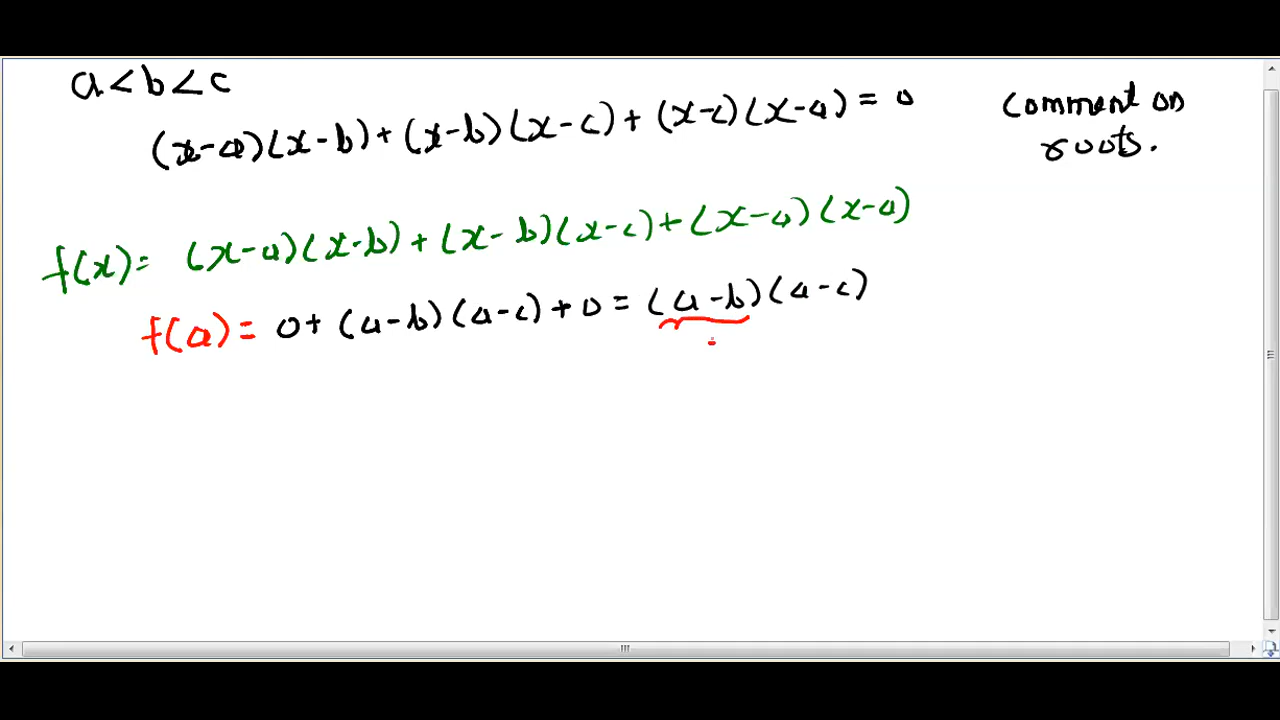 a<b<c
(x-a)(x-b)+(x-b)(x-c)+(x-c)(x-a)=0
comment on
roots.
f(x)= (x-a)(x-b)+(x-b)(x-c)+(x-a)(x-a)
f(a)= 0+(a-b)(a-c)+0=(a-b)(a-c)